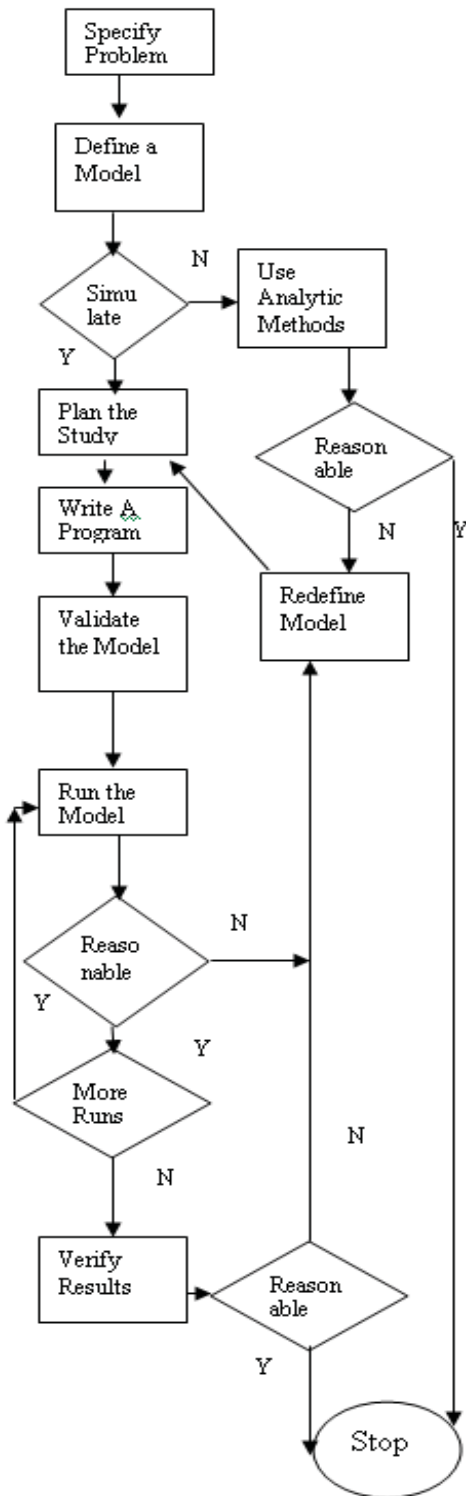 Specify
Problem
Define a
Model
N
Simu
late
Y
Use
Analytic
Methods
Plan the
Study
Reason
able
N
Y
Write A
Program
Redefine
Model
Validate
the Model
Run the
Model
N
Reaso
nable
Y
Y
More
Runs
N
N
Verify
Results
Reason
able
Y
Stop